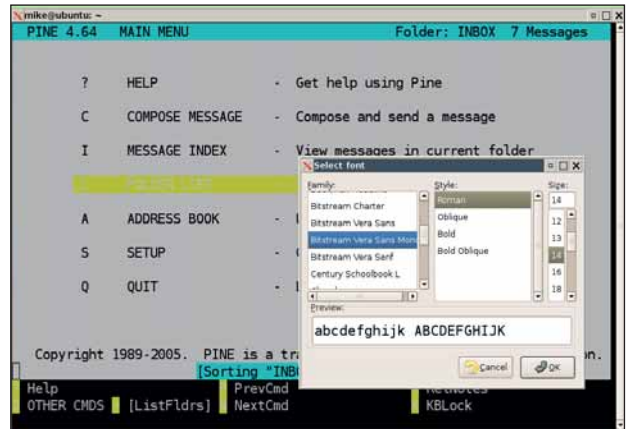 mike@ubuntu: ~
PINE 4.64 MAIN MENU Folder: INBOX 7 Messages
? HELP - Get help using Pine
C COMPOSE MESSAGE - Compose and send a message
I MESSAGE INDEX - View messages in current folder
A ADDRESS BOOK -
S SETUP -
Q QUIT -
Copyright 1989-2005. PINE is a
[Sorting "INB
Help PrevCmd
OTHER CMDS [ListFldrs] NextCmd KBLock
Select font
Family: Style: Size:
Bitstream Charter
Bitstream Vera Sans
Bitstream Vera Sans Mono
Bitstream Vera Serif
Century Schoolbook L
Roman
Oblique
Bold
Bold Oblique
14
12
13
14
16
18
Preview:
abcdefghijk ABCDEFGHIJK
Cancel OK